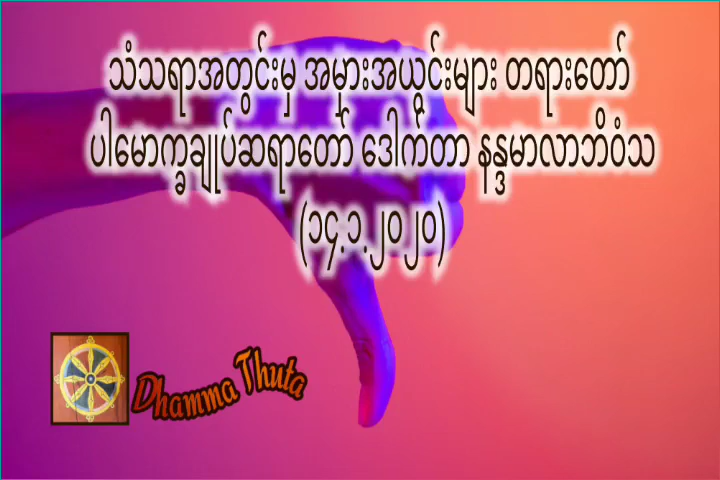 သံသရာအတွင်းမှ အမှားအယွင်းများ တရားတော်
ပါမောက္ခချုပ်ဆရာတော် ဒေါက်တာ နန္ဒမာလာဘိဝံသ
(၁၄.၁.၂၀၂၀)
Dhamma Thuta